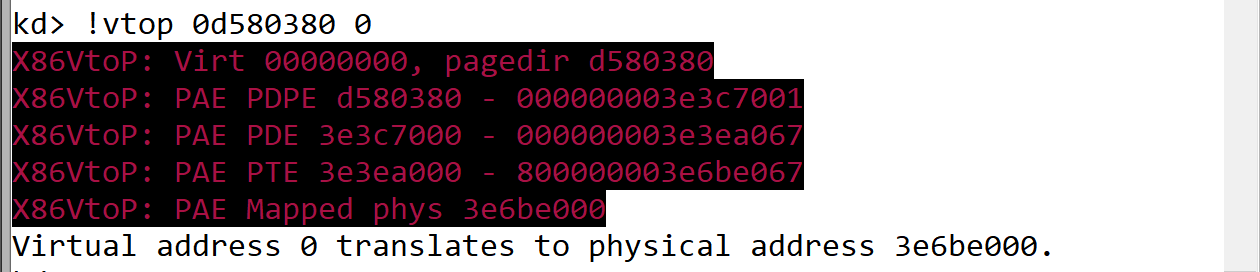 kd> !vtop 0d580380 0
X86VtoP: Virt 00000000, pagedir d580380
X86VtoP: PAE PDPE d580380 - 000000003e3c7001
X86VtoP: PAE PDE 3e3c7000 - 000000003e3ea067
X86VtoP: PAE PTE 3e3ea000 - 800000003e6be067
X86VtoP: PAE Mapped phys 3e6be000
Virtual address 0 translates to physical address 3e6be000.